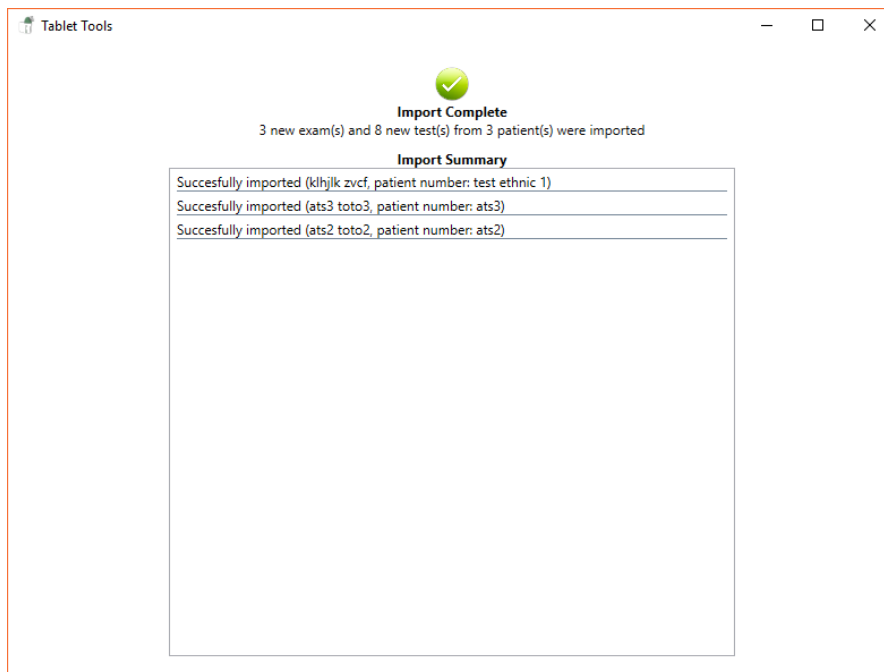 Tablet Tools
Import Complete
3 new exam(s) and 8 new test(s) from 3 patient(s) were imported
Import Summary
Succesfully imported (klhjlk zvcf, patient number: test ethnic 1)
Succesfully imported (ats3 toto3, patient number: ats3)
Succesfully imported (ats2 toto2, patient number: ats2)